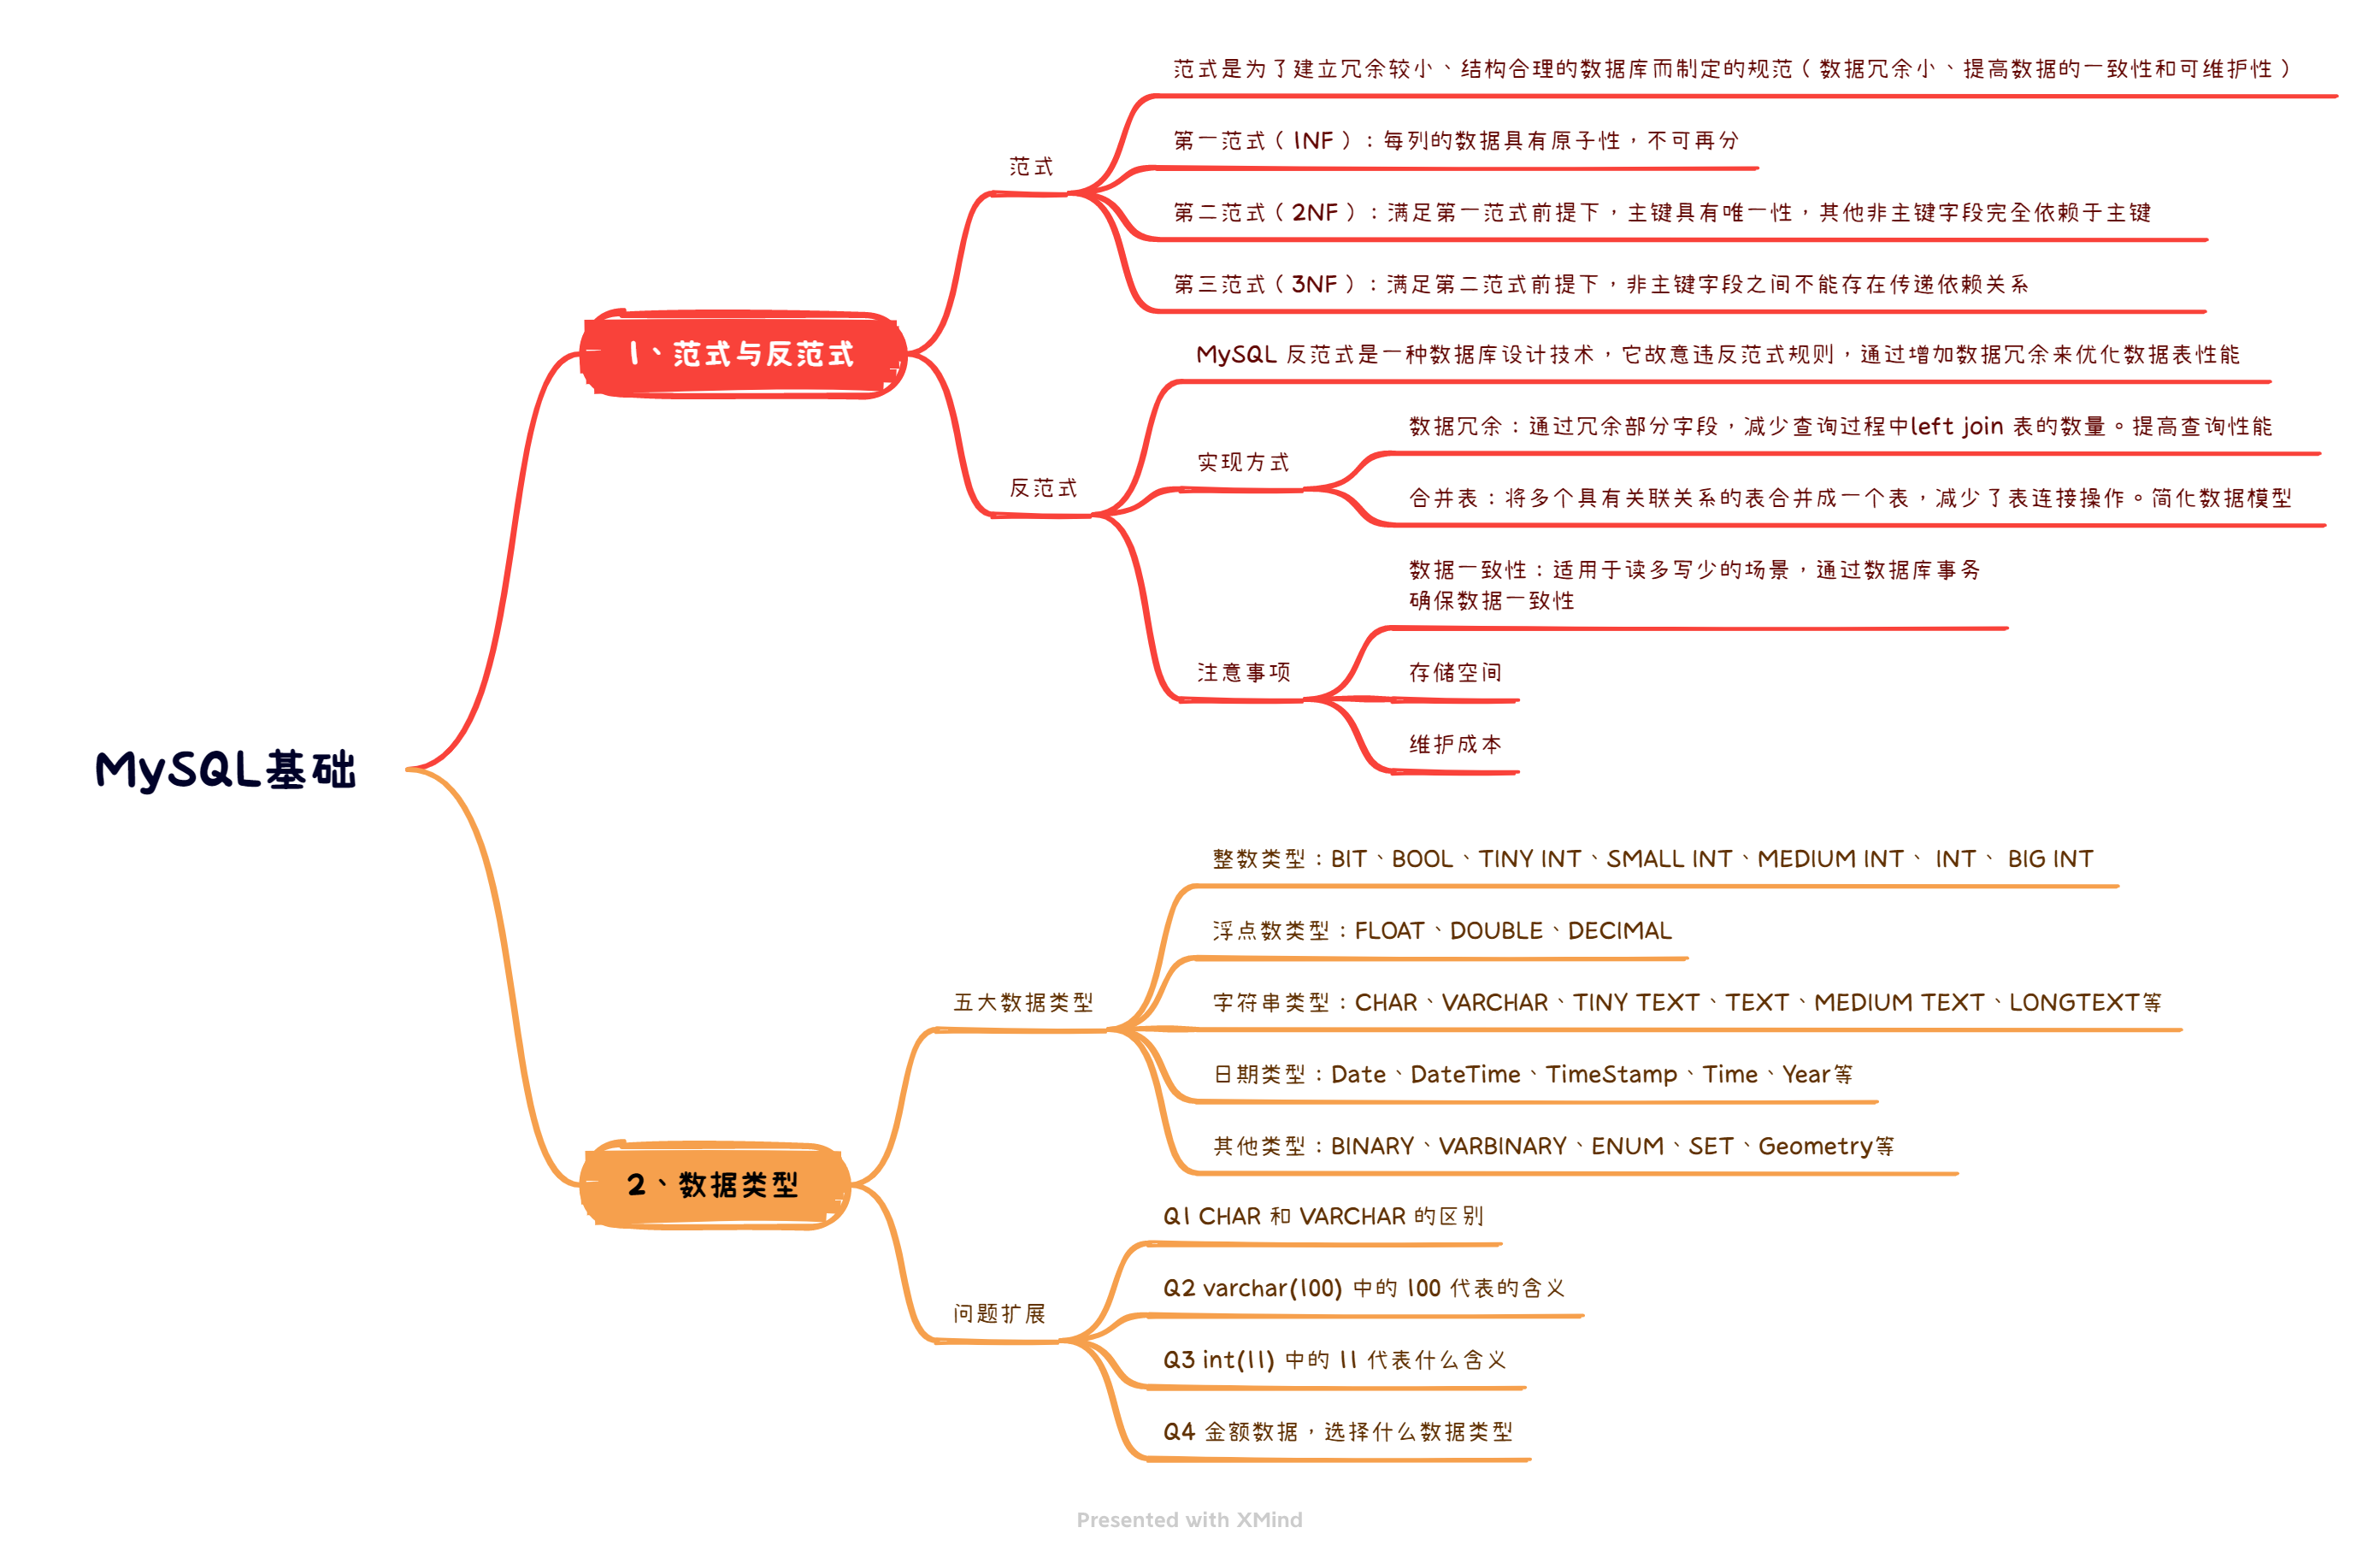 MySQL基础
1、范式与反范式
范式
范式是为了建立冗余较小、结构合理的数据库而制定的规范（数据冗余小、提高数据的一致性和可维护性）
第一范式（1NF）：每列的数据具有原子性，不可再分
第二范式（2NF）：满足第一范式前提下，主键具有唯一性，其他非主键字段完全依赖于主键
第三范式（3NF）：满足第二范式前提下，非主键字段之间不能存在传递依赖关系
反范式
MySQL 反范式是一种数据库设计技术，它故意违反范式规则，通过增加数据冗余来优化数据表性能
实现方式
数据冗余：通过冗余部分字段，减少查询过程中left join 表的数量。提高查询性能
合并表：将多个具有关联关系的表合并成一个表，减少了表连接操作。简化数据模型
注意事项
数据一致性：适用于读多写少的场景，通过数据库事务
确保数据一致性
存储空间
维护成本
2、数据类型
五大数据类型
整数类型：BIT、BOOL、TINY INT、SMALL INT、MEDIUM INT、 INT、 BIG INT
浮点数类型：FLOAT、DOUBLE、DECIMAL
字符串类型：CHAR、VARCHAR、TINY TEXT、TEXT、MEDIUM TEXT、LONGTEXT等
日期类型：Date、DateTime、TimeStamp、Time、Year等
其他类型：BINARY、VARBINARY、ENUM、SET、Geometry等
问题扩展
Q1 CHAR 和 VARCHAR 的区别
Q2 varchar(100) 中的 100 代表的含义
Q3 int(11) 中的 11 代表什么含义
Q4 金额数据，选择什么数据类型
Presented with XMind